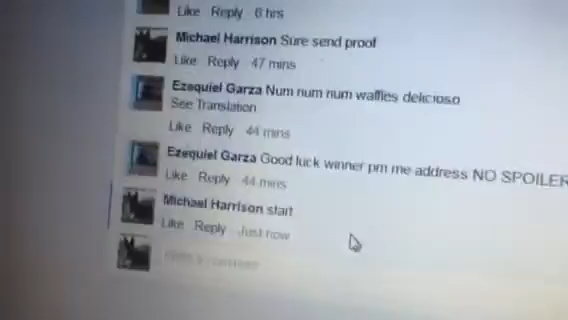 Like Reply 6 hrs
Michael Harrison Sure send proof
Like Reply 47 mins
Ezequiel Garza Num num num waffles delicioso
See Translation
Like Reply 44 mins
Ezequiel Garza Good luck winner pm me address NO SPOILER
Like Reply 44 mins
Michael Harrison start
Like Reply Just now
Write a comment